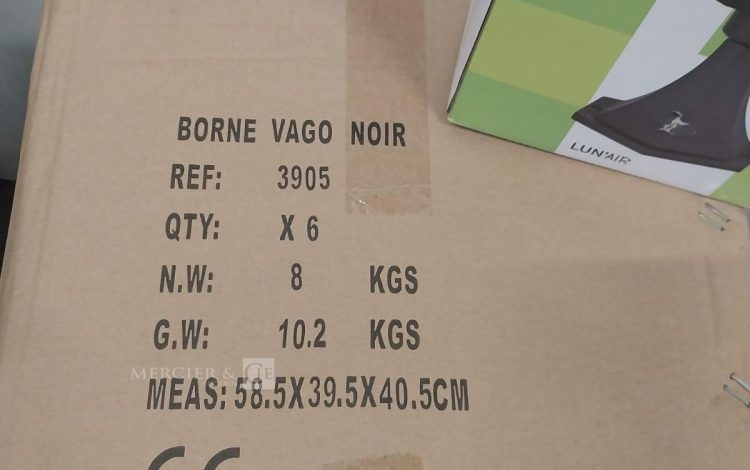 BORNE VAGO NOIR
REF: 3905
QTY: X 6
N.W: 8 KGS
G.W: 10.2 KGS
MEAS: 58.5X39.5X40.5CM
LUN'AIR
MERCIER & CIE